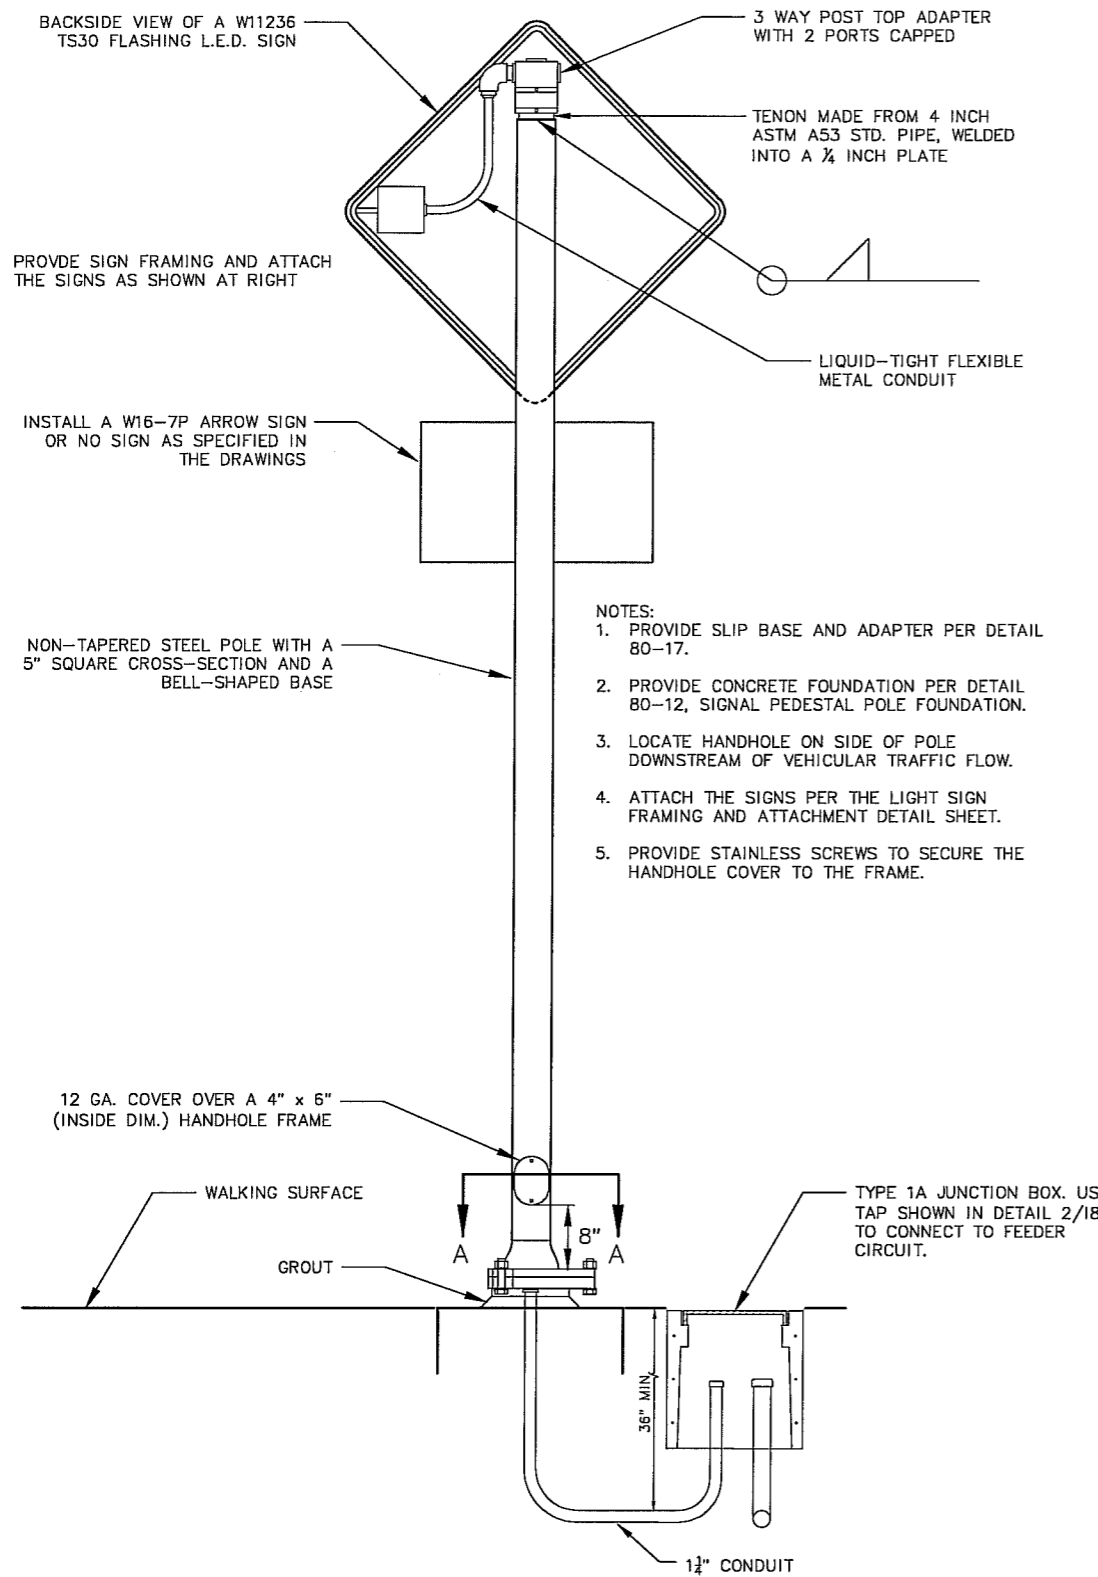 BACKSIDE VIEW OF A W11236
TS30 FLASHING L.E.D. SIGN
3 WAY POST TOP ADAPTER
WITH 2 PORTS CAPPED
TENON MADE FROM 4 INCH
ASTM A53 STD. PIPE, WELDED
INTO A ¼ INCH PLATE
PROVDE SIGN FRAMING AND ATTACH
THE SIGNS AS SHOWN AT RIGHT
LIQUID-TIGHT FLEXIBLE
METAL CONDUIT
INSTALL A W16-7P ARROW SIGN
OR NO SIGN AS SPECIFIED IN
THE DRAWINGS
NON-TAPERED STEEL POLE WITH A
5" SQUARE CROSS-SECTION AND A
BELL-SHAPED BASE
NOTES:
1. PROVIDE SLIP BASE AND ADAPTER PER DETAIL
80-17.
2. PROVIDE CONCRETE FOUNDATION PER DETAIL
80-12, SIGNAL PEDESTAL POLE FOUNDATION.
3. LOCATE HANDHOLE ON SIDE OF POLE
DOWNSTREAM OF VEHICULAR TRAFFIC FLOW.
4. ATTACH THE SIGNS PER THE LIGHT SIGN
FRAMING AND ATTACHMENT DETAIL SHEET.
5. PROVIDE STAINLESS SCREWS TO SECURE THE
HANDHOLE COVER TO THE FRAME.
12 GA. COVER OVER A 4" x 6"
(INSIDE DIM.) HANDHOLE FRAME
WALKING SURFACE
A
8"
A
GROUT
TYPE 1A JUNCTION BOX. US
TAP SHOWN IN DETAIL 2/18
TO CONNECT TO FEEDER
CIRCUIT.
36" MIN.
1¼" CONDUIT